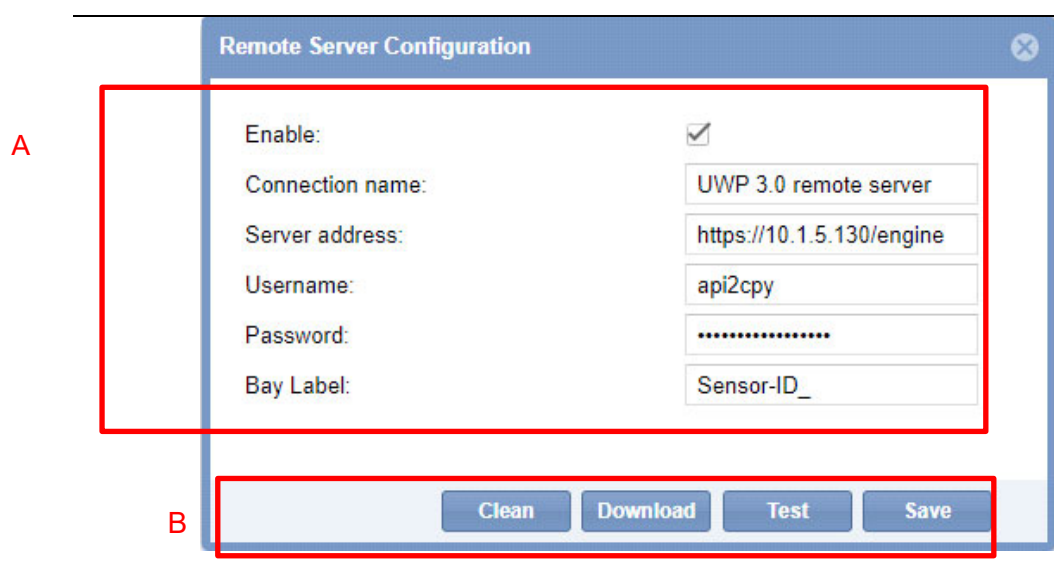 Remote Server Configuration
A
Enable:
Connection name: UWP 3.0 remote server
Server address: https://10.1.5.130/engine
Username: api2cpy
Password: •••••••••••••••••
Bay Label: Sensor-ID_
B
Clean Download Test Save